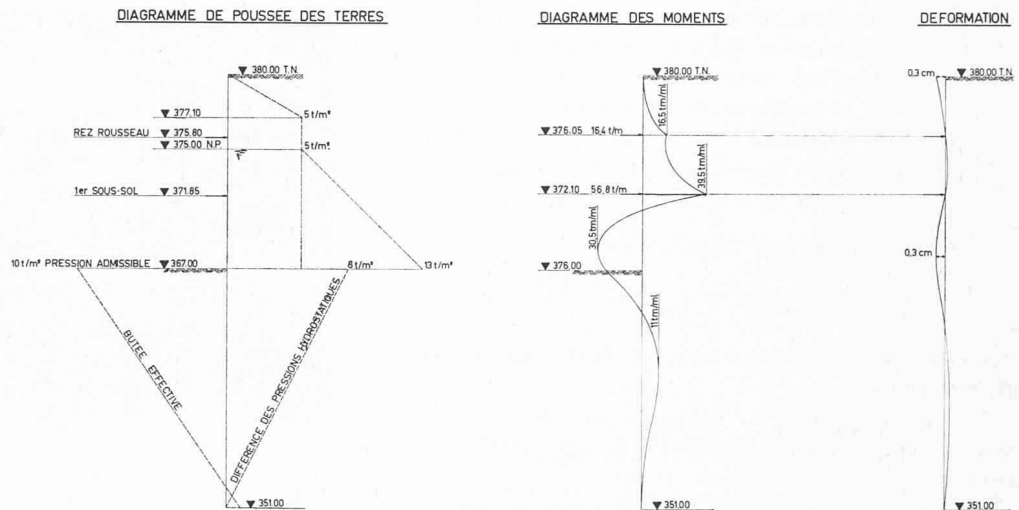 DIAGRAMME DE POUSSEE DES TERRES
380.00 T.N.
377.10
5 t/m²
REZ ROUSSEAU 375.80
375.00 N.P.
5 t/m²
1er SOUS-SOL 371.85
10 t/m² PRESSION ADMISSIBLE 367.00
8 t/m²
13 t/m²
BUTEE EFFECTIVE
DIFFERENCE DES PRESSIONS HYDROSTATIQUES
351.00
DIAGRAMME DES MOMENTS
380.00 T.N.
16,5 tm/ml
376.05 16,4 t/m
39,5 tm/ml
372.10 56,8 t/m
30,5 tm/ml
376.00
11 tm/ml
351.00
DEFORMATION
0,3 cm
380.00 T.N.
0,3 cm
351.00